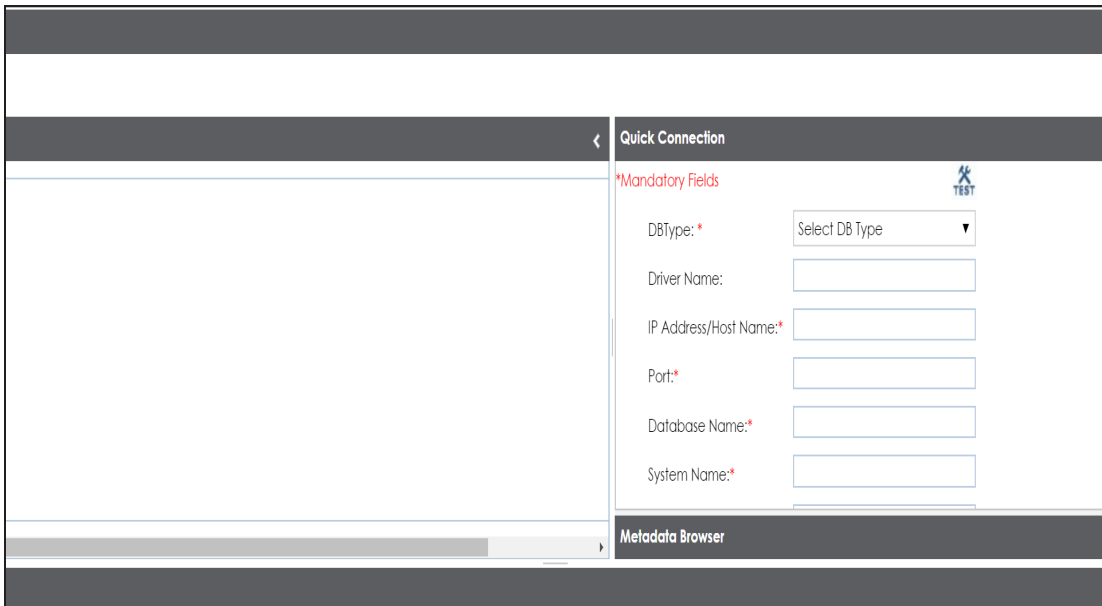 Quick Connection
*Mandatory Fields
TEST
DBType: *
Select DB Type
Driver Name:
IP Address/Host Name:*
Port:*
Database Name:*
System Name:*
Metadata Browser